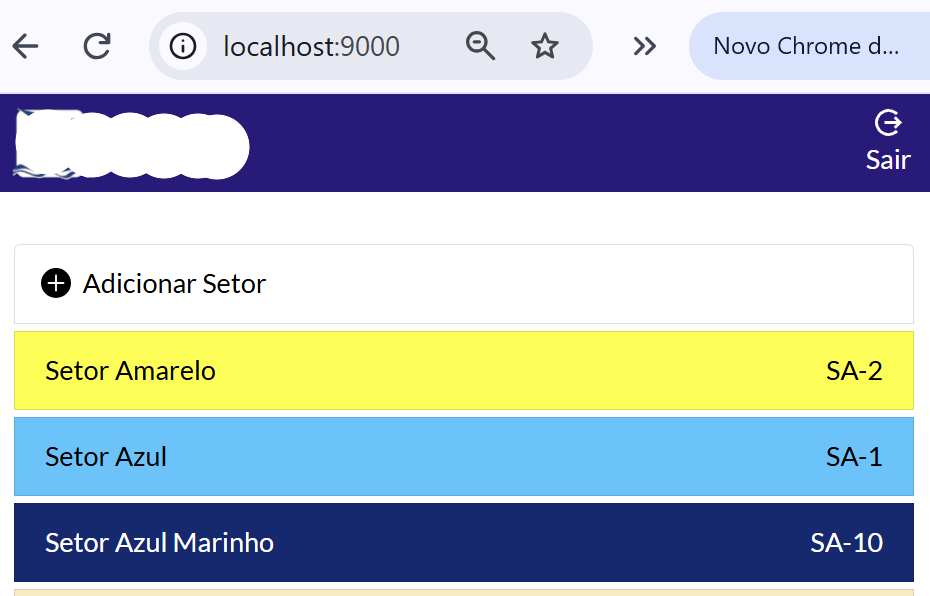 localhost:9000
Novo Chrome d...
Sair
Adicionar Setor
Setor Amarelo SA-2
Setor Azul SA-1
Setor Azul Marinho SA-10